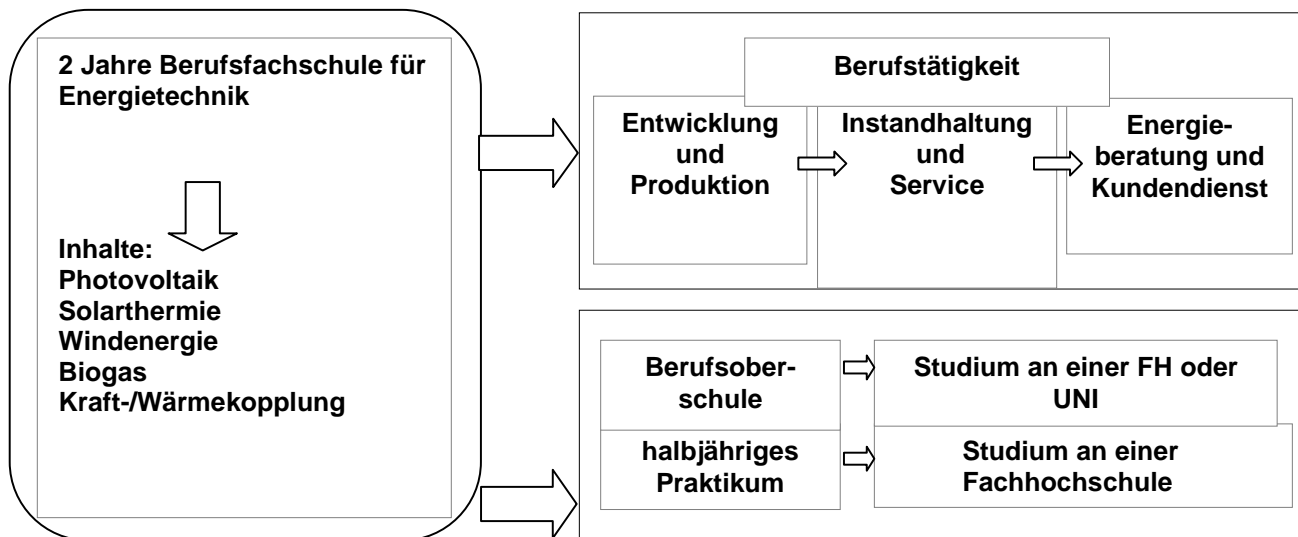 2 Jahre Berufsfachschule für
Energietechnik
Inhalte:
Photovoltaik
Solarthermie
Windenergie
Biogas
Kraft-/Wärmekopplung
Berufstätigkeit
Entwicklung
und
Produktion
Instandhaltung
und
Service
Energie-
beratung und
Kundendienst
Berufsober-
schule
Studium an einer FH oder
UNI
halbjähriges
Praktikum
Studium an einer
Fachhochschule